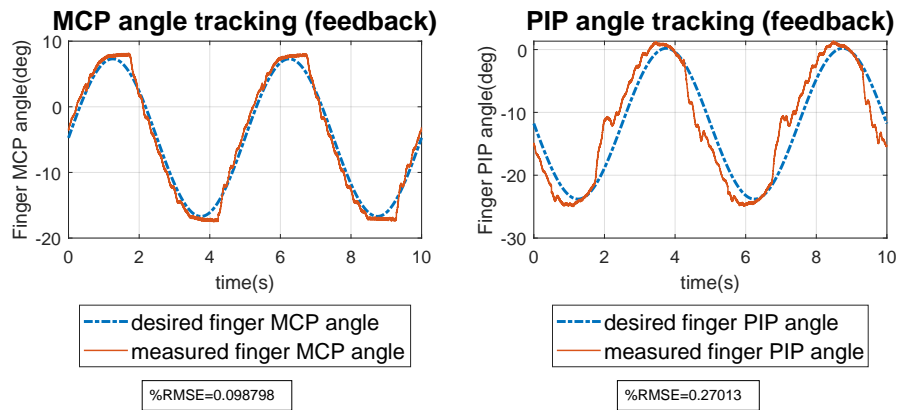 MCP angle tracking (feedback)
Finger MCP angle(deg)
10
0
-10
-20
0
2
4
6
8
10
time(s)
desired finger MCP angle
measured finger MCP angle
%RMSE=0.098798
PIP angle tracking (feedback)
Finger PIP angle(deg)
0
-10
-20
-30
0
2
4
6
8
10
time(s)
desired finger PIP angle
measured finger PIP angle
%RMSE=0.27013